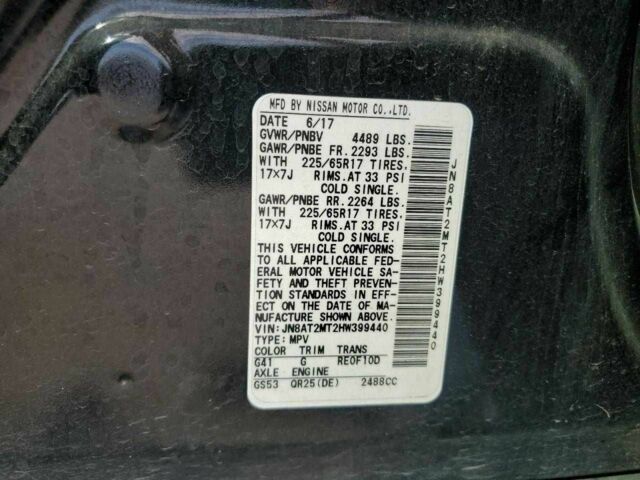 MFD BY NISSAN MOTOR CO.,LTD.
DATE 6/17
GVWR/PNBV 4489 LBS.
GAWR/PNBE FR.2293 LBS.
WITH 225/65R17 TIRES.
17×7J RIMS.AT 33 PSI
COLD SINGLE.
GAWR/PNBE RR.2264 LBS.
WITH 225/65R17 TIRES.
17×7J RIMS.AT 33 PSI
COLD SINGLE.
THIS VEHICLE CONFORMS
TO ALL APPLICABLE FED-
ERAL MOTOR VEHICLE SA-
FETY AND THEFT PREVEN-
TION STANDARDS IN EFF-
ECT ON THE DATE OF MA-
NUFACTURE SHOWN ABOVE.
VIN: JN8AT2MT2HW399440
TYPE: MPV
COLOR TRIM TRANS
G41 G RE0F10D
AXLE ENGINE
GS53 QR25(DE) 2488CC
JN8AT2MT2HW399440